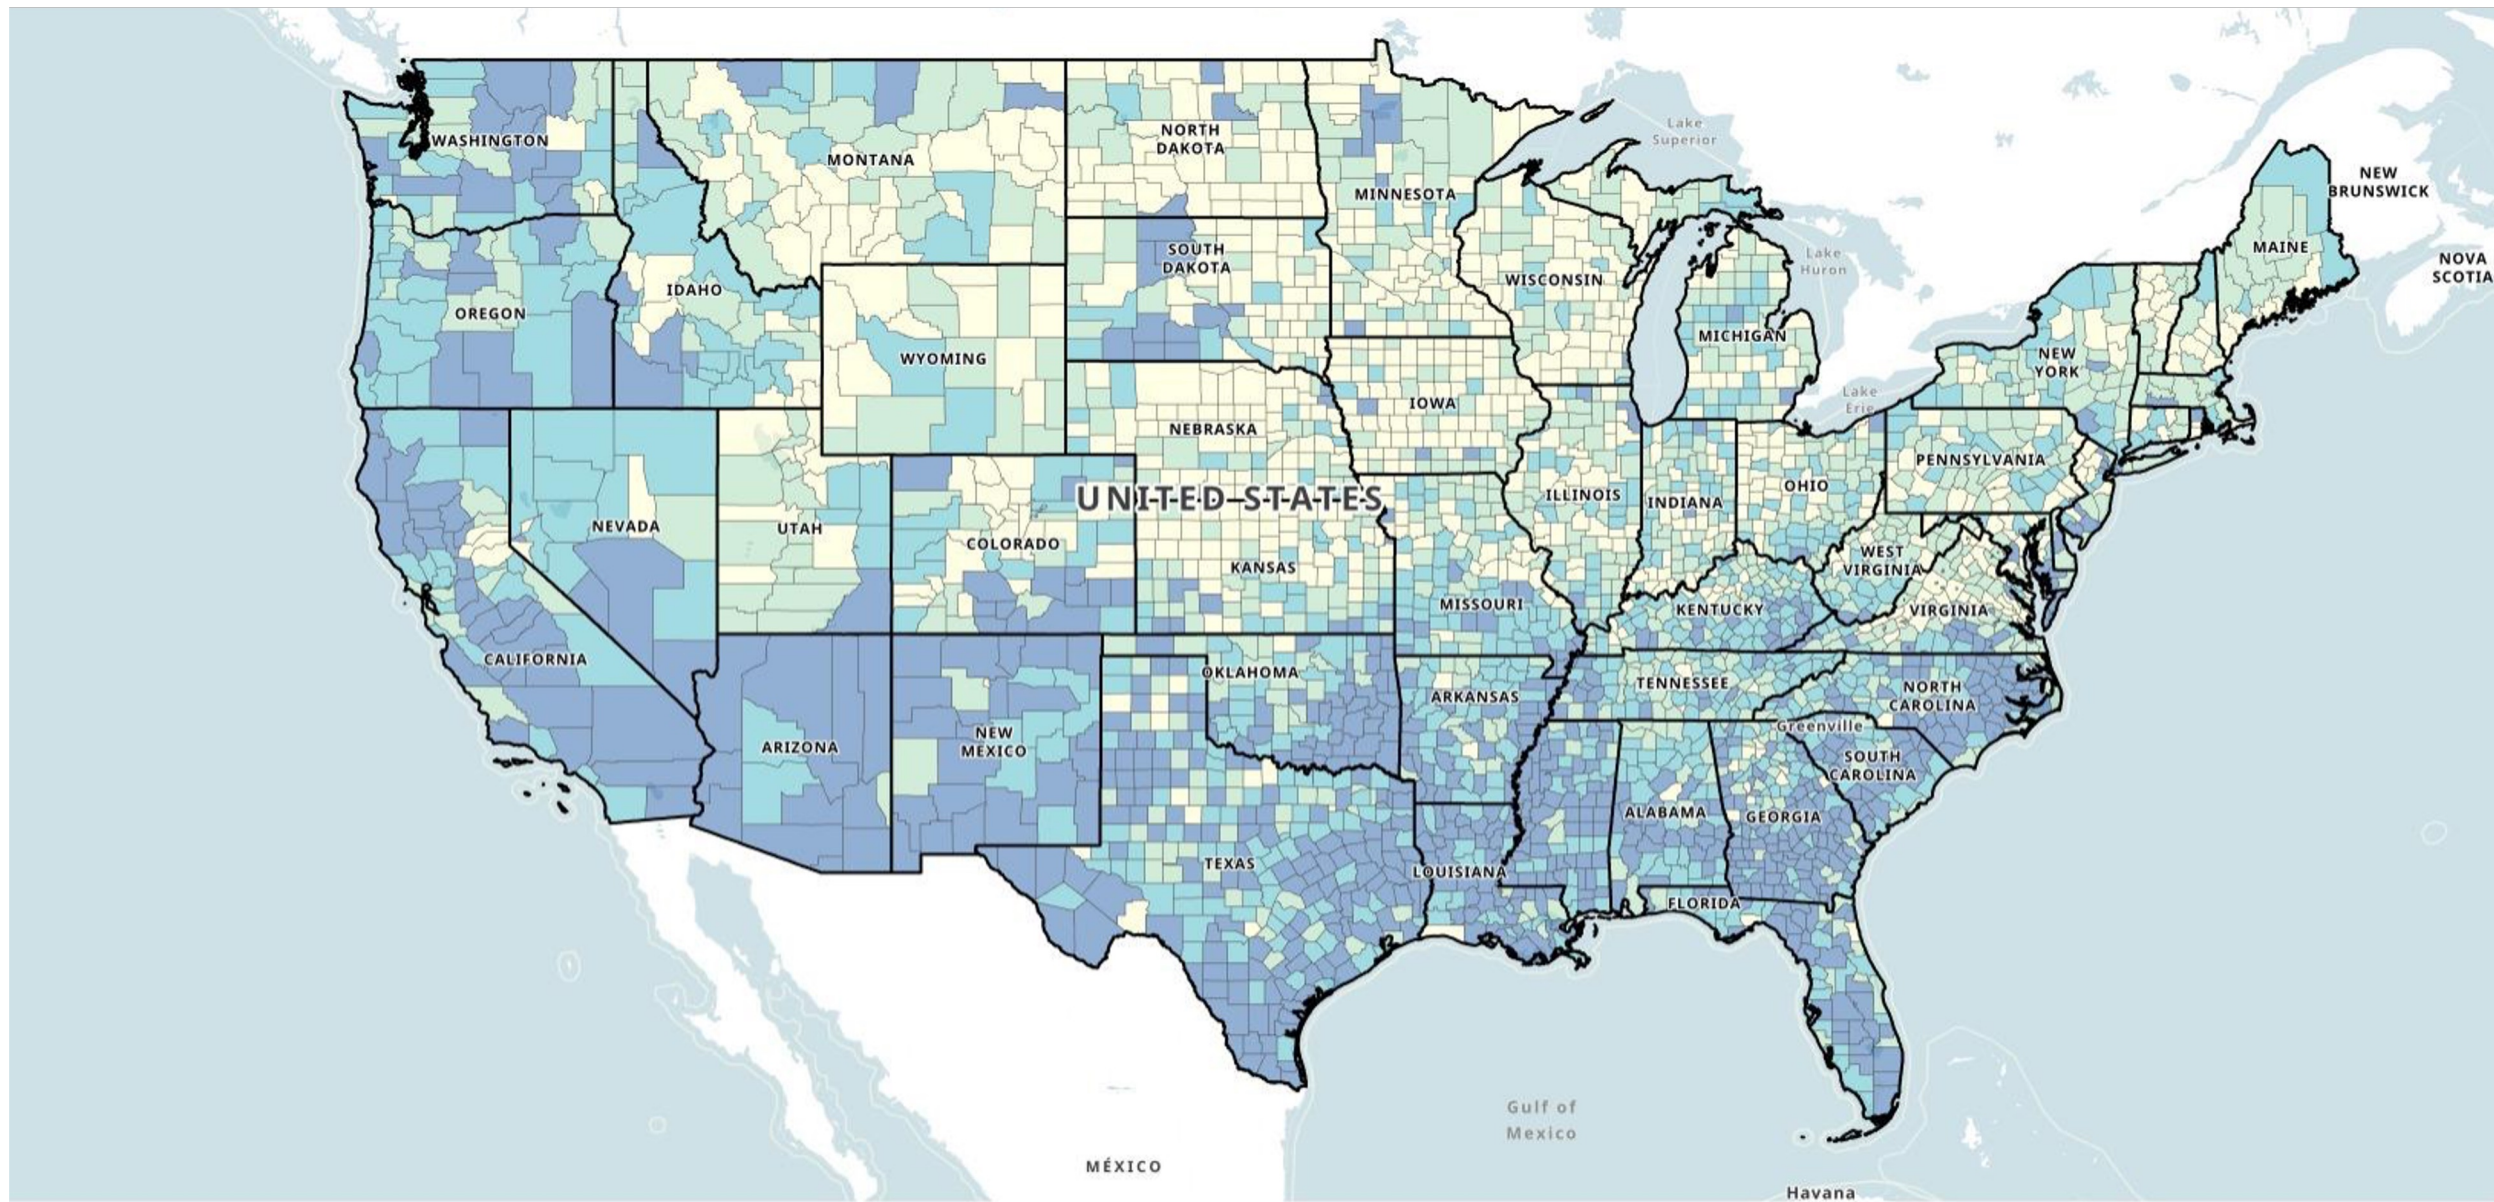 Lake
Superior
NORTH
DAKOTA
WASHINGTON
MONTANA
NEW
BRUNSWICK
MINNESOTA
MAINE
SOUTH
DAKOTA
Lake
Huron
NOVA
SCOTIA
WISCONSIN
IDAHO
OREGON
MICHIGAN
WYOMING
NEW
YORK
Lake
Erie
IOWA
NEBRASKA
PENNSYLVANIA
OHIO
UNITED STATES
ILLINOIS
INDIANA
NEVADA
UTAH
COLORADO
WEST
VIRGINIA
KANSAS
MISSOURI
KENTUCKY
VIRGINIA
CALIFORNIA
OKLAHOMA
TENNESSEE
ARKANSAS
NORTH
CAROLINA
Greenville
ARIZONA
NEW
MEXICO
SOUTH
CAROLINA
ALABAMA
GEORGIA
TEXAS
LOUISIANA
FLORIDA
Gulf of
Mexico
MÉXICO
Havana